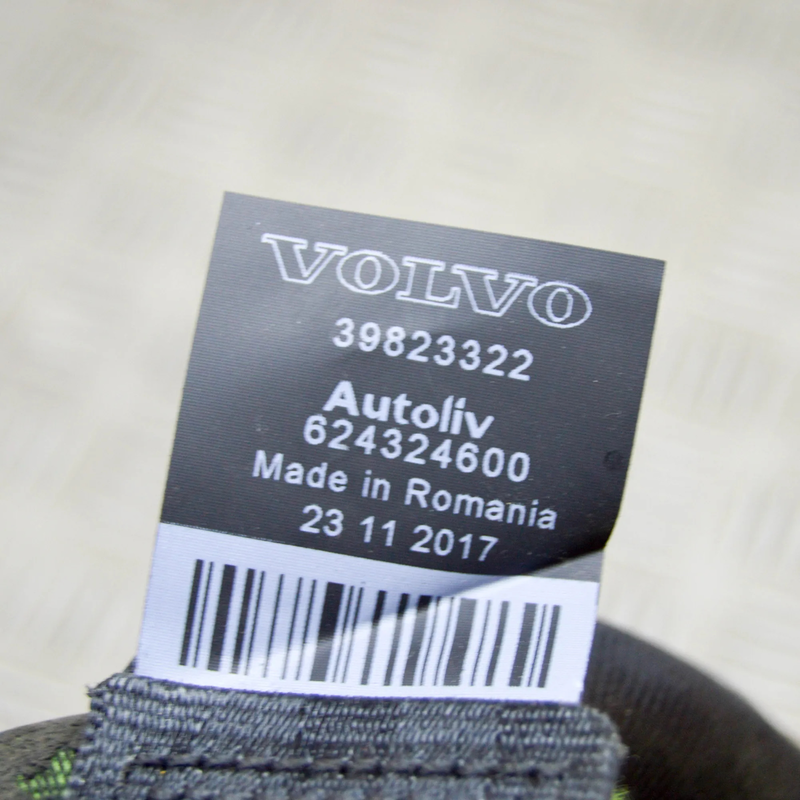 VOLVO
39823322
Autoliv
624324600
Made in Romania
23 11 2017